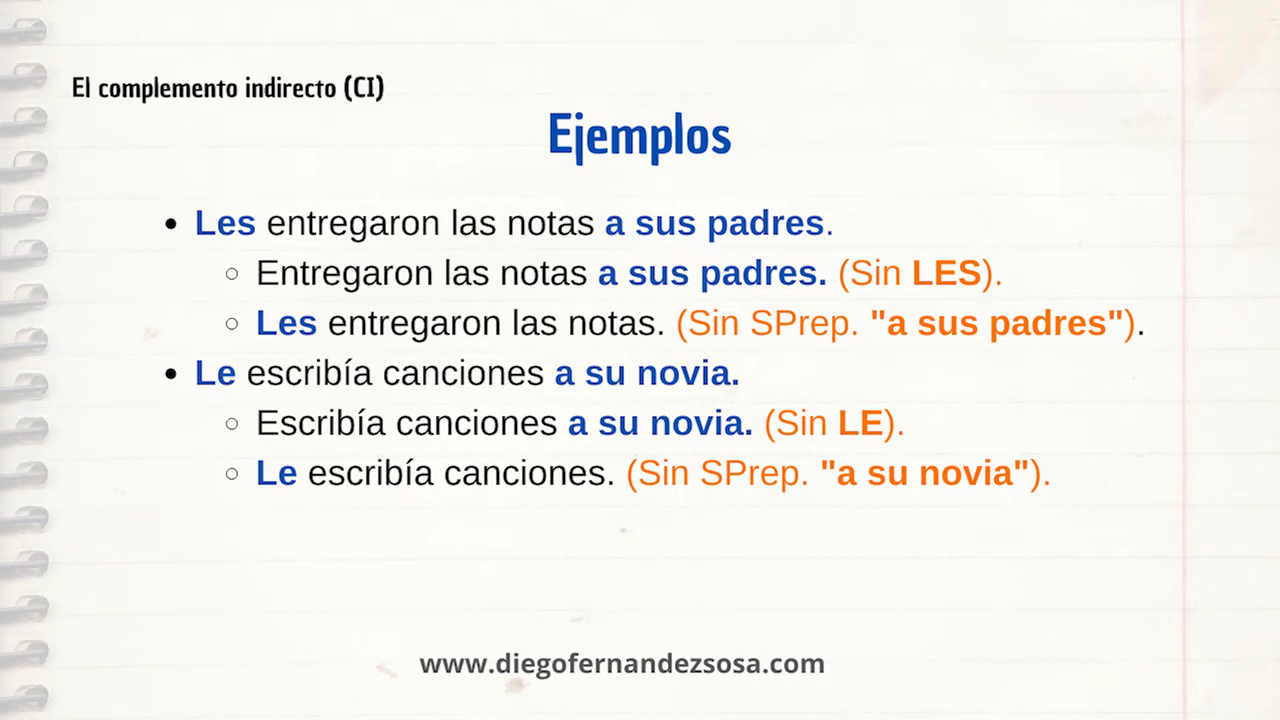 El complemento indirecto (CI)
Ejemplos
• Les entregaron las notas a sus padres.
○ Entregaron las notas a sus padres. (Sin LES).
○ Les entregaron las notas. (Sin SPrep. "a sus padres").
• Le escribía canciones a su novia.
○ Escribía canciones a su novia. (Sin LE).
○ Le escribía canciones. (Sin SPrep. "a su novia").
www.diegofernandezsosa.com